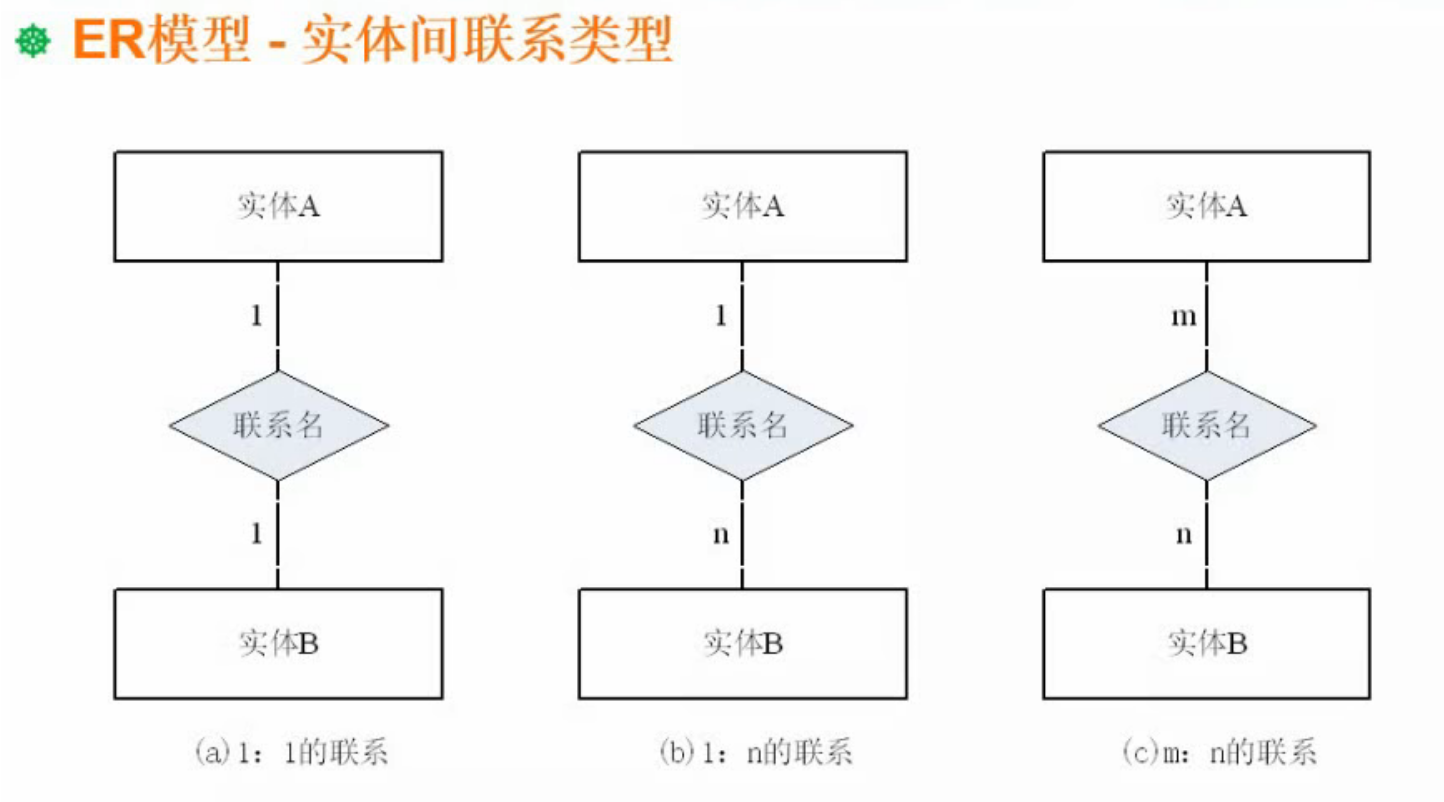 ER模型 - 实体间联系类型
实体A 实体A 实体A
1 1 m
联系名 联系名 联系名
1 n n
实体B 实体B 实体B
(a)1：1的联系 (b)1：n的联系 (c)m：n的联系